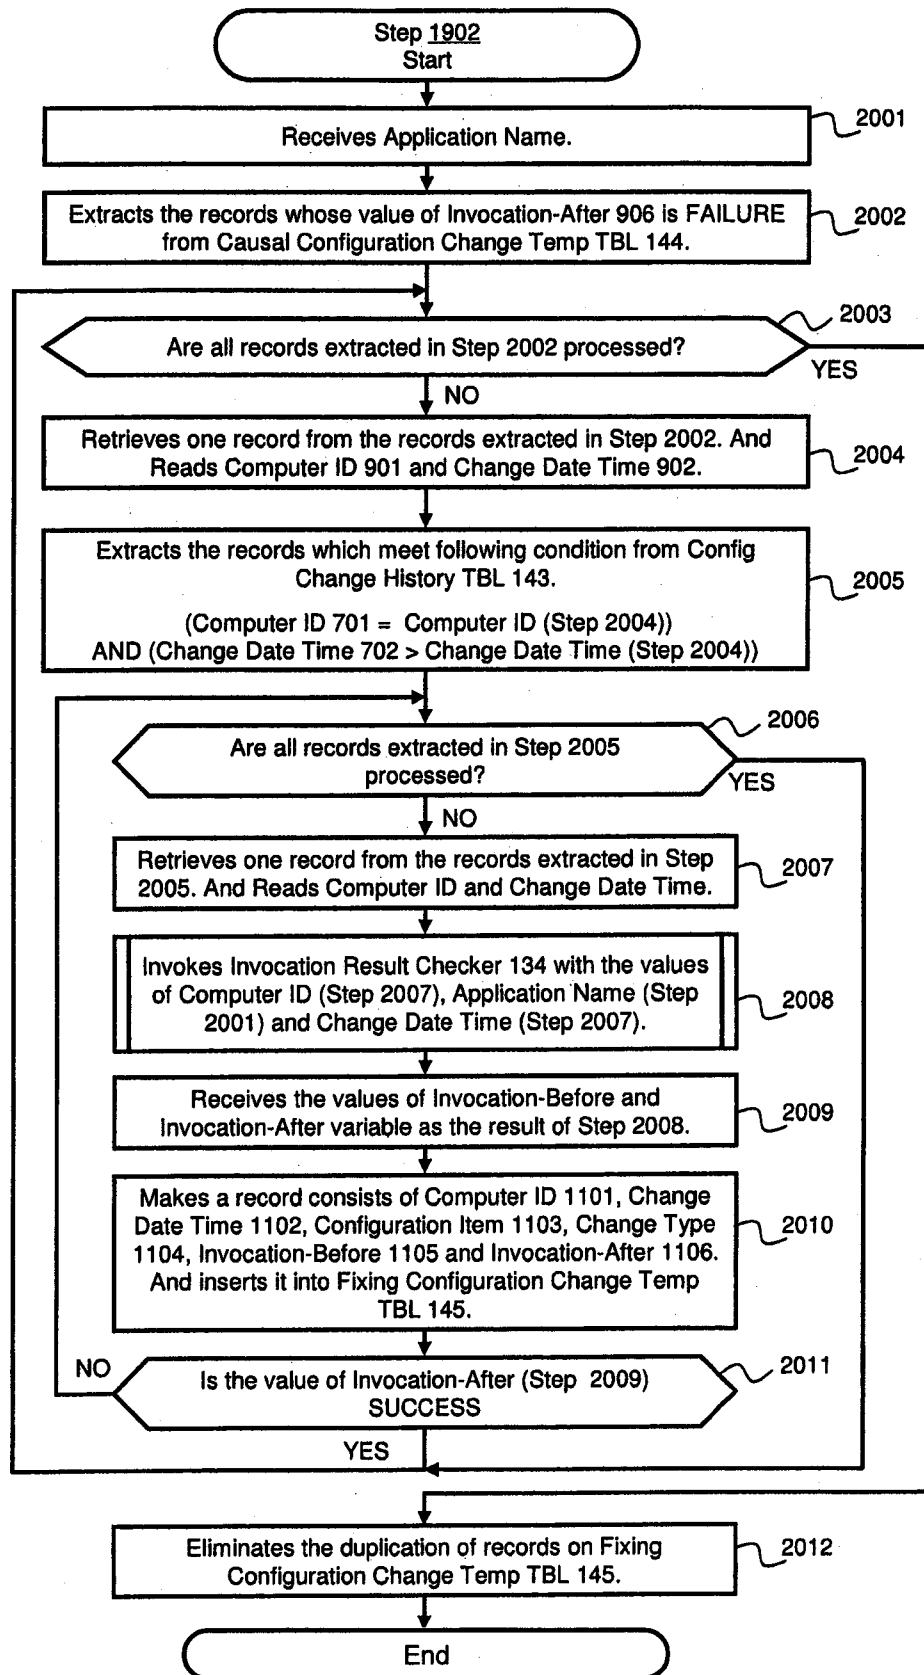 Step 1902
Start
2001
Receives Application Name.
2002
Extracts the records whose value of Invocation-After 906 is FAILURE
from Causal Configuration Change Temp TBL 144.
2003
Are all records extracted in Step 2002 processed?
YES
NO
Retrieves one record from the records extracted in Step 2002. And
Reads Computer ID 901 and Change Date Time 902.
2004
Extracts the records which meet following condition from Config
Change History TBL 143.
2005
(Computer ID 701 = Computer ID (Step 2004))
AND (Change Date Time 702 > Change Date Time (Step 2004))
2006
Are all records extracted in Step 2005
processed?
YES
NO
Retrieves one record from the records extracted in Step
2005. And Reads Computer ID and Change Date Time.
2007
Invokes Invocation Result Checker 134 with the values
of Computer ID (Step 2007), Application Name (Step
2001) and Change Date Time (Step 2007).
2008
Receives the values of Invocation-Before and
Invocation-After variable as the result of Step 2008.
2009
Makes a record consists of Computer ID 1101, Change
Date Time 1102, Configuration Item 1103, Change Type
1104, Invocation-Before 1105 and Invocation-After 1106.
And inserts it into Fixing Configuration Change Temp
TBL 145.
2010
NO
2011
Is the value of Invocation-After (Step 2009)
SUCCESS
YES
Eliminates the duplication of records on Fixing
Configuration Change Temp TBL 145.
2012
End